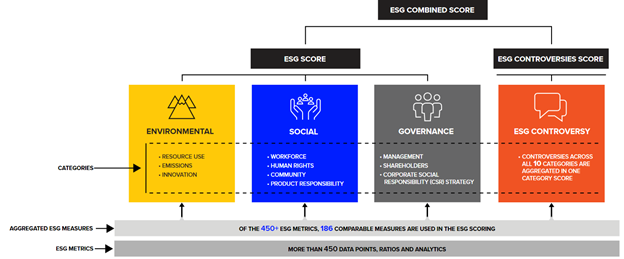 ESG COMBINED SCORE
ESG SCORE
ESG CONTROVERSIES SCORE
ENVIRONMENTAL
• RESOURCE USE
• EMISSIONS
• INNOVATION
SOCIAL
• WORKFORCE
• HUMAN RIGHTS
• COMMUNITY
• PRODUCT RESPONSIBILITY
GOVERNANCE
• MANAGEMENT
• SHAREHOLDERS
• CORPORATE SOCIAL
RESPONSIBILITY (CSR) STRATEGY
ESG CONTROVERSY
• CONTROVERSIES ACROSS
ALL 10 CATEGORIES ARE
AGGREGATED IN ONE
CATEGORY SCORE
CATEGORIES
AGGREGATED ESG MEASURES
OF THE 450+ ESG METRICS, 186 COMPARABLE MEASURES ARE USED IN THE ESG SCORING
ESG METRICS
MORE THAN 450 DATA POINTS, RATIOS AND ANALYTICS